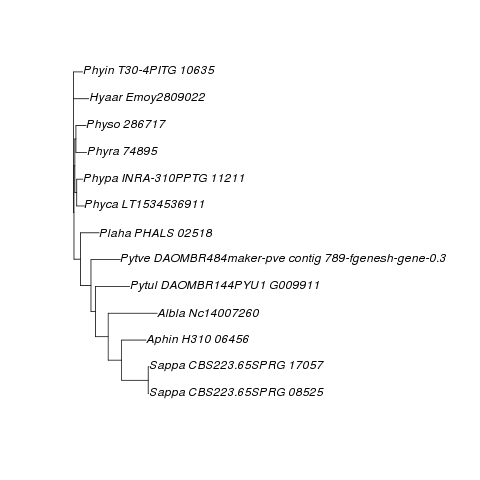 Phyin T30-4PITG 10635
Hyaar Emoy2809022
Physo 286717
Phyra 74895
Phypa INRA-310PPTG 11211
Phyca LT1534536911
Plaha PHALS 02518
Pytve DAOMBR484maker-pve contig 789-fgenesh-gene-0.3
Pytul DAOMBR144PYU1 G009911
Albla Nc14007260
Aphin H310 06456
Sappa CBS223.65SPRG 17057
Sappa CBS223.65SPRG 08525